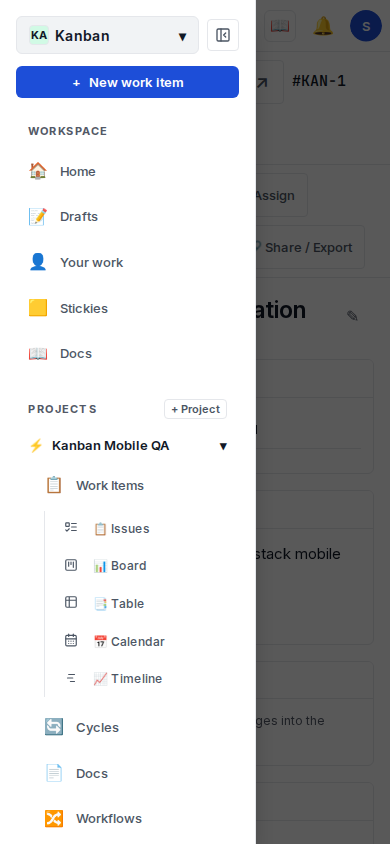 KA Kanban
S
+ New work item
#KAN-1
WORKSPACE
Home
Assign
Drafts
Share / Export
Your work
Stickies
ation
Docs
PROJECTS
+ Project
Kanban Mobile QA
Work Items
Issues
stack mobile
Board
Table
Calendar
Timeline
ges into the
Cycles
Docs
Workflows